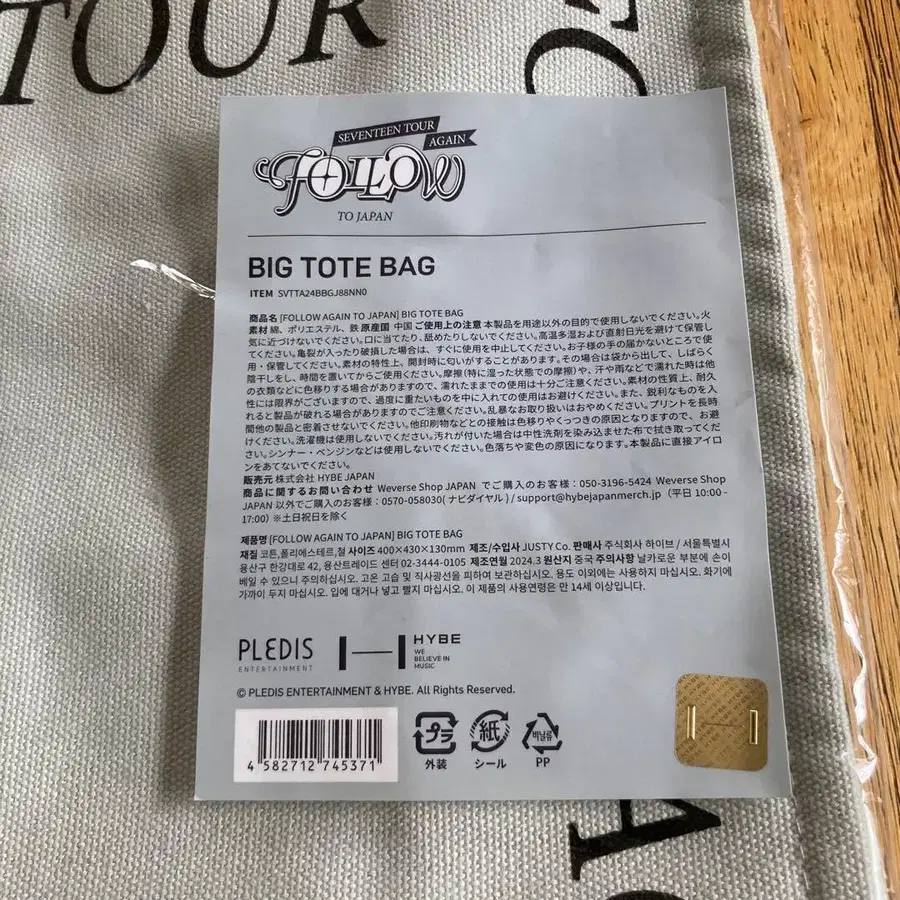 TOUR
SEVENTEEN TOUR
AGAIN
FOLLOW
TO JAPAN
BIG TOTE BAG
ITEM SVTTA24BBGJ88NN0
商品名 [FOLLOW AGAIN TO JAPAN] BIG TOTE BAG
素材 綿、ポリエステル、鉄 原産国 中国 ご使用上の注意 本製品を用途以外の目的で使用しないでください。火
気に近づけないでください。口に当てたり、舐めたりしないでください。高温多湿および直射日光を避けて保管し
てください。亀裂が入ったり破損した場合は、すぐに使用を中止してください。お子様の手の届かないところで使
用・保管してください。素材の特性上、開封時に匂いがすることがあります。その場合は袋から出して、しばらく
陰干しをし、時間を置いてからご使用ください。摩擦(特に湿った状態での摩擦)や、汗や雨などで濡れた時は他
の衣類などに色移りする場合がありますので、濡れたままでの使用は十分ご注意ください。素材の性質上、耐久
性には限界がございますので、過度に重たいものを中に入れての使用はお避けください。また、鋭利なものを入
れると製品が破れる場合がありますのでご注意ください。乱暴なお取り扱いはおやめください。プリントを長時
間他の製品と密着させないでください。他印刷物などとの接触は色移りやくっつきの原因となりますので、お避
けください。洗濯機は使用しないでください。汚れが付いた場合は中性洗剤を染み込ませた布で拭き取ってくだ
さい。シンナー・ベンジンなどは使用しないでください。色落ちや変色の原因になります。本製品に直接アイロ
ンをあてないでください。
販売元 株式会社 HYBE JAPAN
商品に関するお問い合わせ Weverse Shop JAPAN でご購入のお客様 : 050-3196-5424 Weverse Shop
JAPAN 以外でご購入のお客様 : 0570-058030( ナビダイヤル ) / support@hybejapanmerch.jp (平日 10:00 -
17:00) ※土日祝日を除く
제품명 [FOLLOW AGAIN TO JAPAN] BIG TOTE BAG
재질 코튼,폴리에스테르,철 사이즈 400×430×130mm 제조/수입사 JUSTY Co. 판매사 주식회사 하이브 / 서울특별시
용산구 한강대로 42, 용산트레이드 센터 02-3444-0105 제조연월 2024.3 원산지 중국 주의사항 날카로운 부분에 손이
베일 수 있으니 주의하십시오. 고온 고습 및 직사광선을 피하여 보관하십시오. 용도 이외에는 사용하지 마십시오. 화기에
가까이 두지 마십시오. 입에 대거나 넣고 빨지 마십시오. 이 제품의 사용연령은 만 14세 이상입니다.
PLEDIS
ENTERTAINMENT
HYBE
WE
BELIEVE IN
MUSIC
© PLEDIS ENTERTAINMENT & HYBE. All Rights Reserved.
4 582712 745371
プラ
外装
紙
シール
비닐류
PP